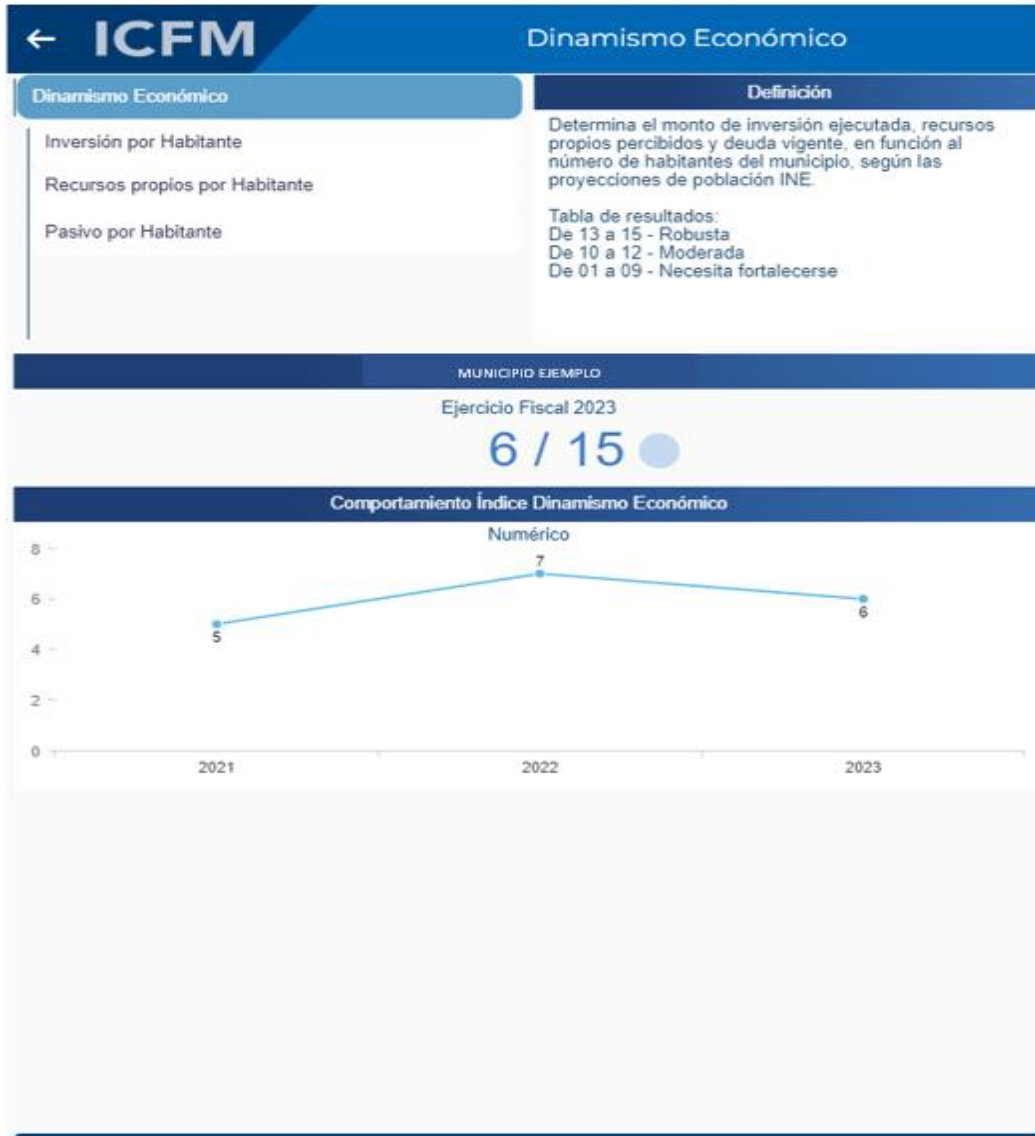 ← ICFM
Dinamismo Económico
Dinamismo Económico
Inversión por Habitante
Recursos propios por Habitante
Pasivo por Habitante
Definición
Determina el monto de inversión ejecutada, recursos
propios percibidos y deuda vigente, en función al
número de habitantes del municipio, según las
proyecciones de población INE.
Tabla de resultados:
De 13 a 15 - Robusta
De 10 a 12 - Moderada
De 01 a 09 - Necesita fortalecerse
MUNICIPIO EJEMPLO
Ejercicio Fiscal 2023
6 / 15
Comportamiento Índice Dinamismo Económico
Numérico
8
6
4
2
0
5
7
6
2021
2022
2023